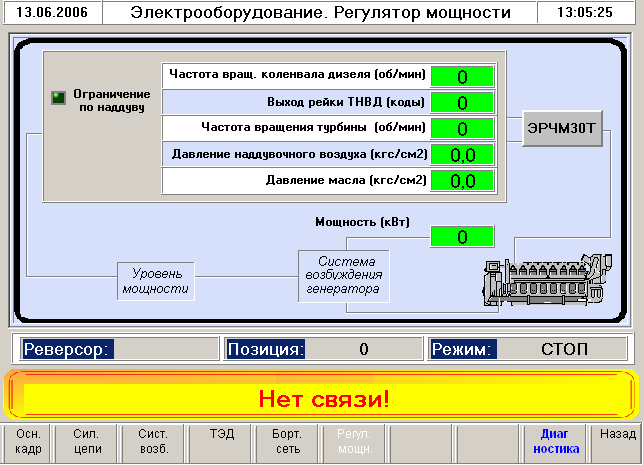 13.06.2006 Электрооборудование. Регулятор мощности 13:05:25
Ограничение
по наддуву
Частота вращ. коленвала дизеля (об/мин) 0
Выход рейки ТНВД (коды) 0
Частота вращения турбины (об/мин) 0
Давление наддувочного воздуха (кгс/см2) 0,0
Давление масла (кгс/см2) 0,0
ЭРЧМ30Т
Мощность (кВт)
0
Уровень
мощности
Система
возбуждения
генератора
Реверсор: Позиция: 0 Режим: СТОП
Нет связи!
Осн.
кадр
Сил.
цепи
Сист.
возб.
ТЭД
Борт.
сеть
Регул.
мощн.
Диаг
ностика
Назад